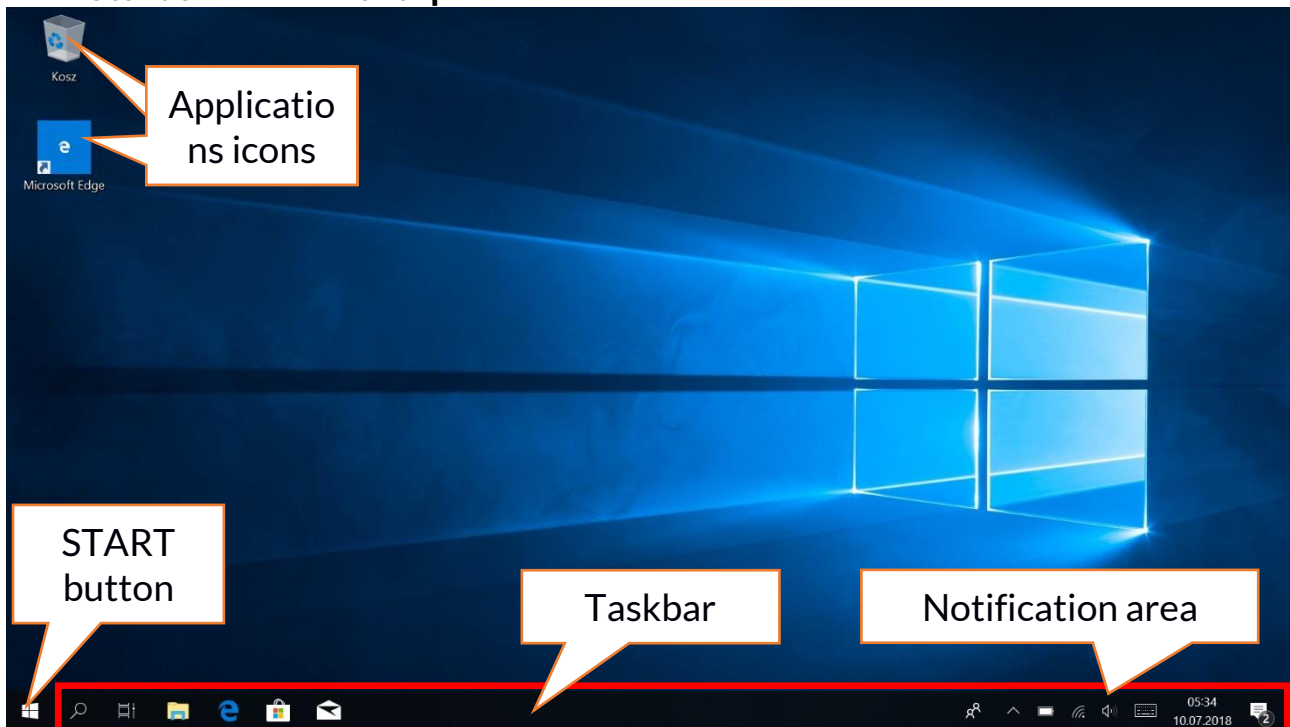 Kosz
Applicatio
ns icons
Microsoft Edge
START
button
Taskbar
Notification area
05:34
10.07.2018
2